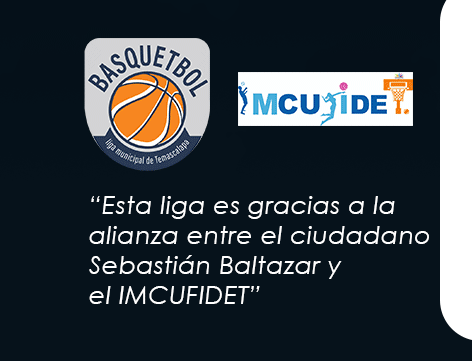 BASQUETBOL
liga municipal de Temascalapa
IMCUFIDET
“Esta liga es gracias a la
alianza entre el ciudadano
Sebastián Baltazar y
el IMCUFIDET”